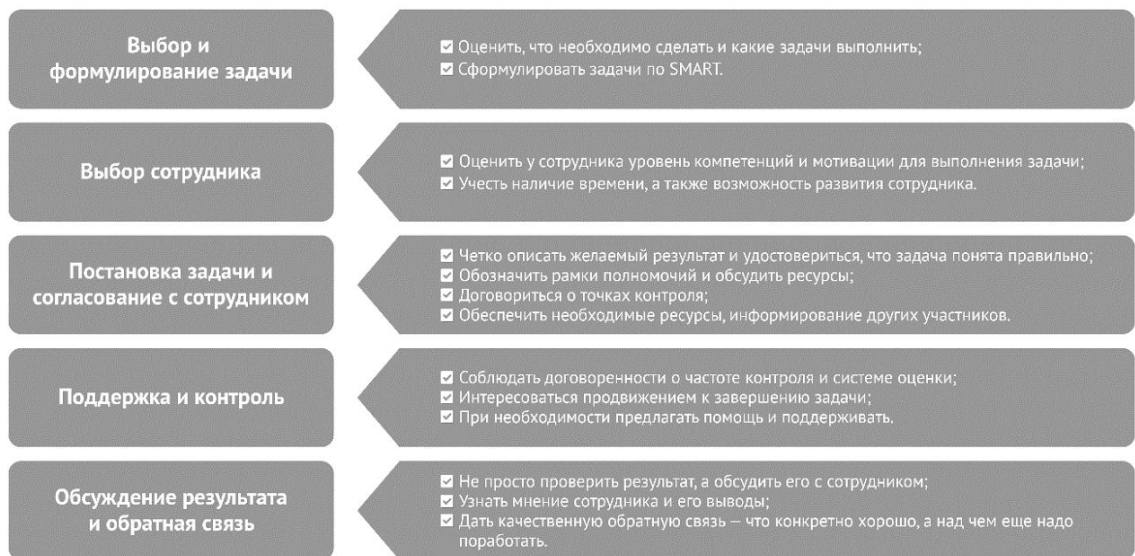 Выбор и
формулирование задачи
☑ Оценить, что необходимо сделать и какие задачи выполнить;
☑ Сформулировать задачи по SMART.
Выбор сотрудника
☑ Оценить у сотрудника уровень компетенций и мотивации для выполнения задачи;
☑ Учесть наличие времени, а также возможность развития сотрудника.
Постановка задачи и
согласование с сотрудником
☑ Четко описать желаемый результат и удостовериться, что задача понята правильно;
☑ Обозначить рамки полномочий и обсудить ресурсы;
☑ Договориться о точках контроля;
☑ Обеспечить необходимые ресурсы, информирование других участников.
Поддержка и контроль
☑ Соблюдать договоренности о частоте контроля и системе оценки;
☑ Интересоваться продвижением к завершению задачи;
☑ При необходимости предлагать помощь и поддерживать.
Обсуждение результата
и обратная связь
☑ Не просто проверить результат, а обсудить его с сотрудником;
☑ Узнать мнение сотрудника и его выводы;
☑ Дать качественную обратную связь — что конкретно хорошо, а над чем еще надо
поработать.